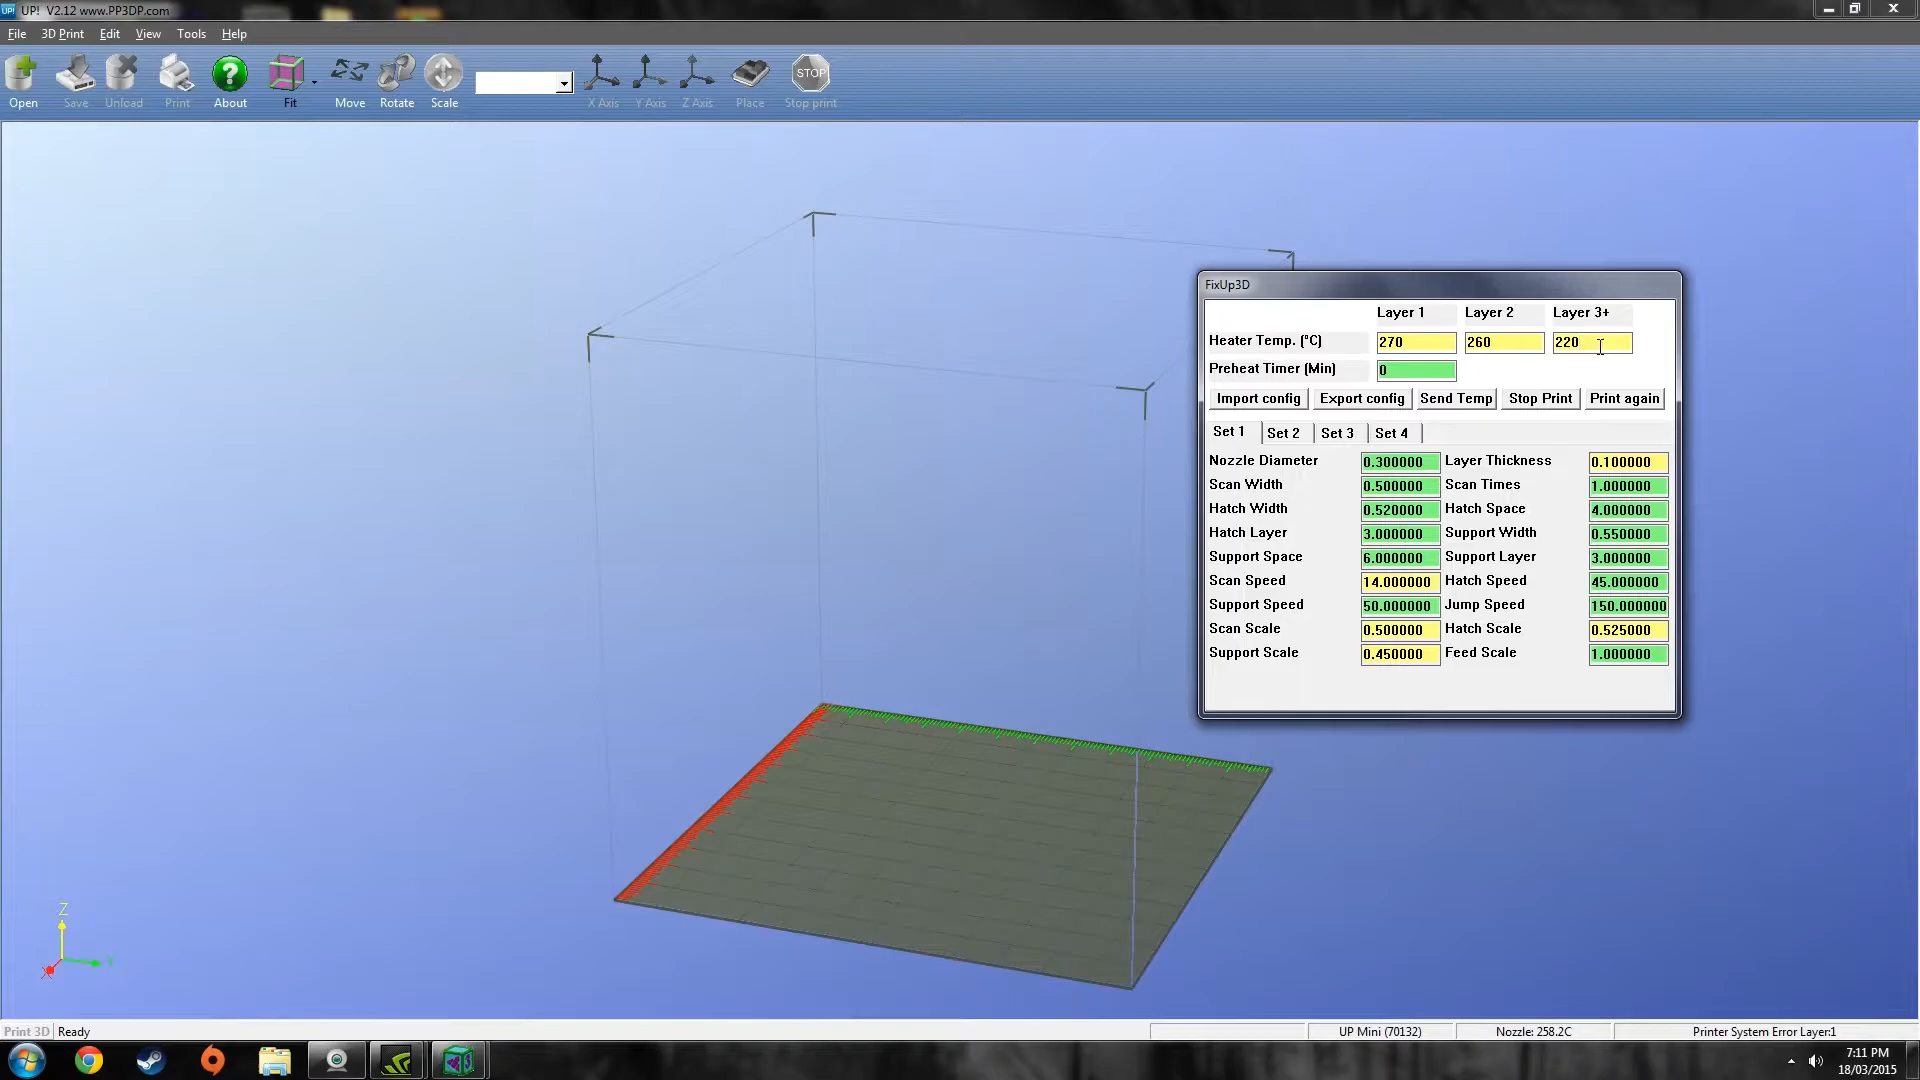 UP! V2.12 www.PP3DP.com
File 3D Print Edit View Tools Help
Open Save Unload Print About Fit Move Rotate Scale X Axis Y Axis Z Axis Place Stop print
STOP
FixUp3D
Layer 1 Layer 2 Layer 3+
Heater Temp. (°C) 270 260 220
Preheat Timer (Min) 0
Import config Export config Send Temp Stop Print Print again
Set 1 Set 2 Set 3 Set 4
Nozzle Diameter 0.300000 Layer Thickness 0.100000
Scan Width 0.500000 Scan Times 1.000000
Hatch Width 0.520000 Hatch Space 4.000000
Hatch Layer 3.000000 Support Width 0.550000
Support Space 6.000000 Support Layer 3.000000
Scan Speed 14.000000 Hatch Speed 45.000000
Support Speed 50.000000 Jump Speed 150.000000
Scan Scale 0.500000 Hatch Scale 0.525000
Support Scale 0.450000 Feed Scale 1.000000
Z
X
Y
Print 3D Ready UP Mini (70132) Nozzle: 258.2C Printer System Error Layer:1
7:11 PM
18/03/2015